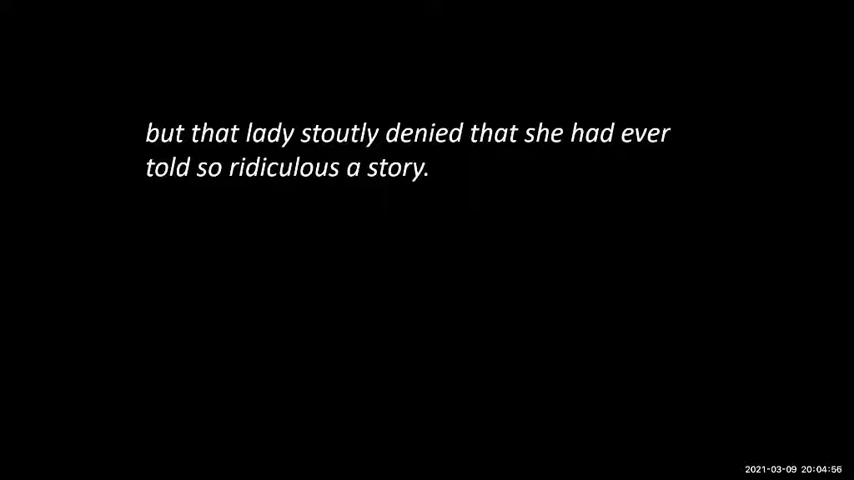 but that lady stoutly denied that she had ever
told so ridiculous a story.
2021-03-09 20:04:56